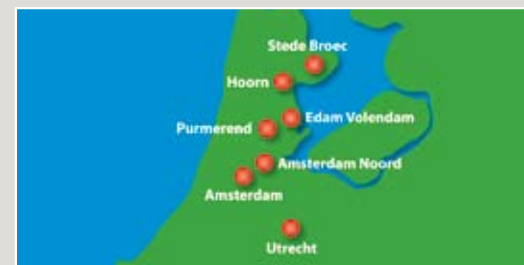 Stede Broec
Hoorn
Edam Volendam
Purmerend
Amsterdam Noord
Amsterdam
Utrecht